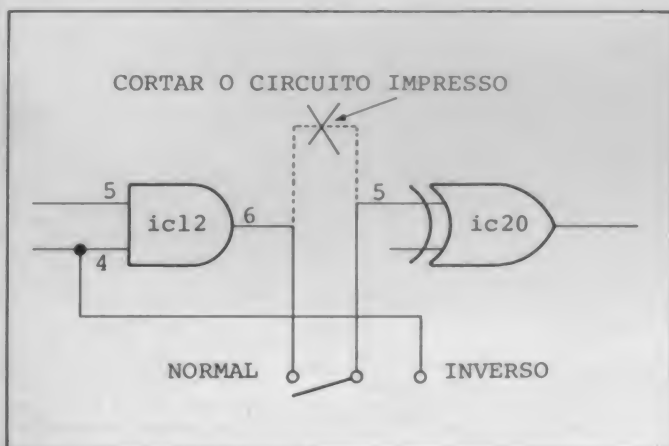 CORTAR O CIRCUITO IMPRESSO
5
ic12
6
4
5
ic20
NORMAL
INVERSO